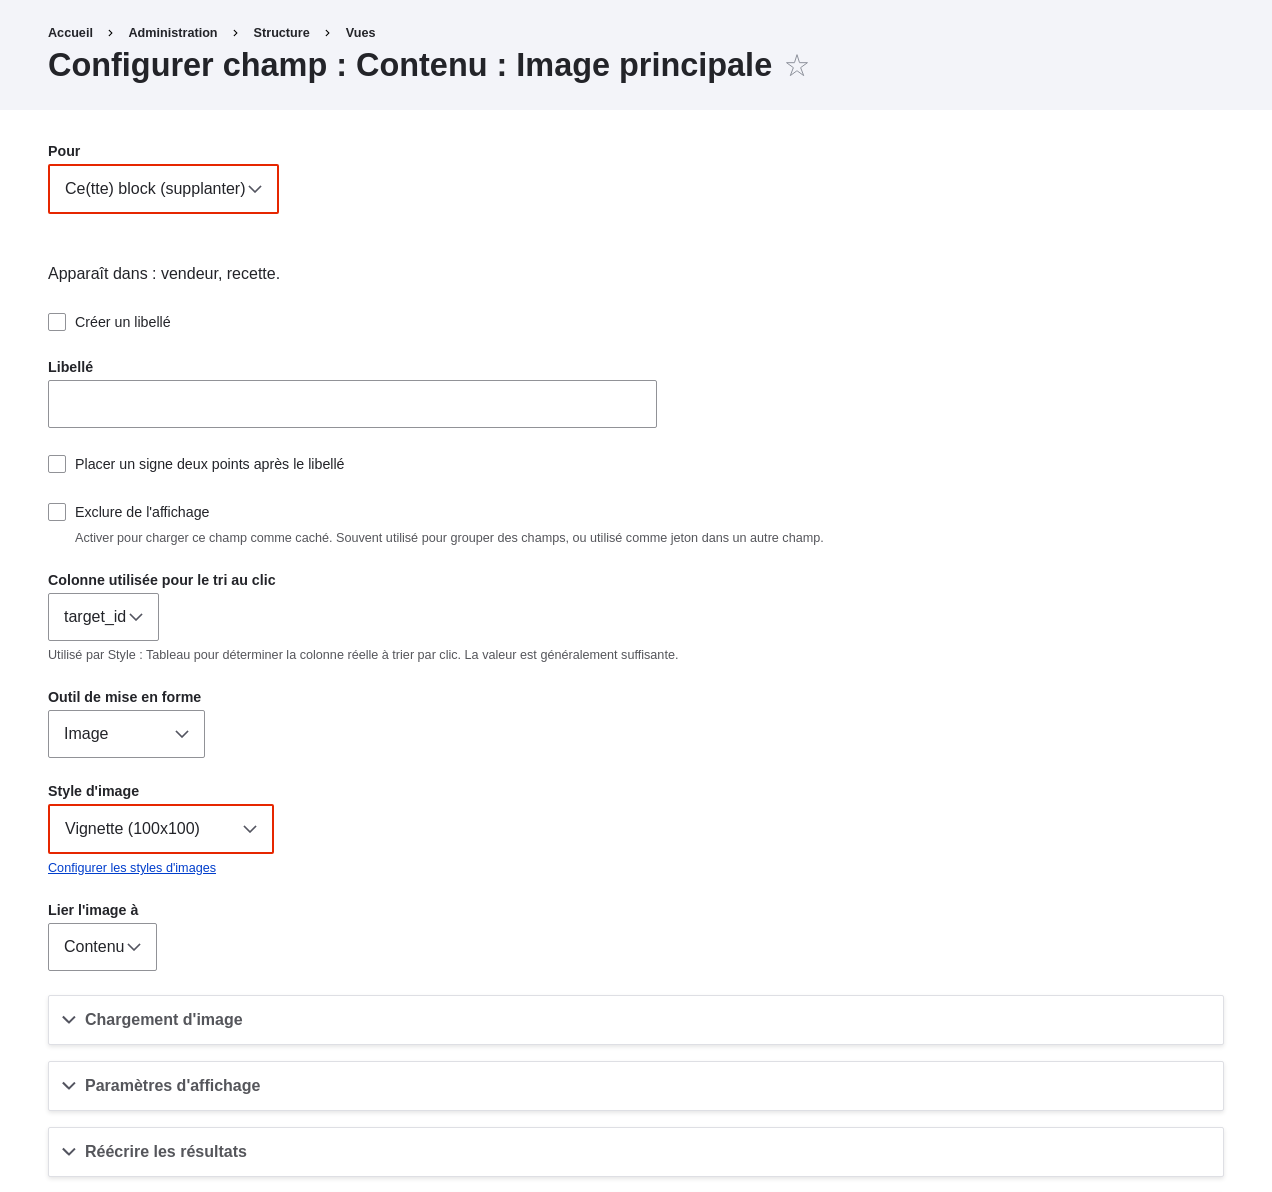 Accueil > Administration > Structure > Vues
Configurer champ : Contenu : Image principale
Pour
Ce(tte) block (supplanter)
Apparaît dans : vendeur, recette.
Créer un libellé
Libellé
Placer un signe deux points après le libellé
Exclure de l'affichage
Activer pour charger ce champ comme caché. Souvent utilisé pour grouper des champs, ou utilisé comme jeton dans un autre champ.
Colonne utilisée pour le tri au clic
target_id
Utilisé par Style : Tableau pour déterminer la colonne réelle à trier par clic. La valeur est généralement suffisante.
Outil de mise en forme
Image
Style d'image
Vignette (100x100)
Configurer les styles d'images
Lier l'image à
Contenu
Chargement d'image
Paramètres d'affichage
Réécrire les résultats